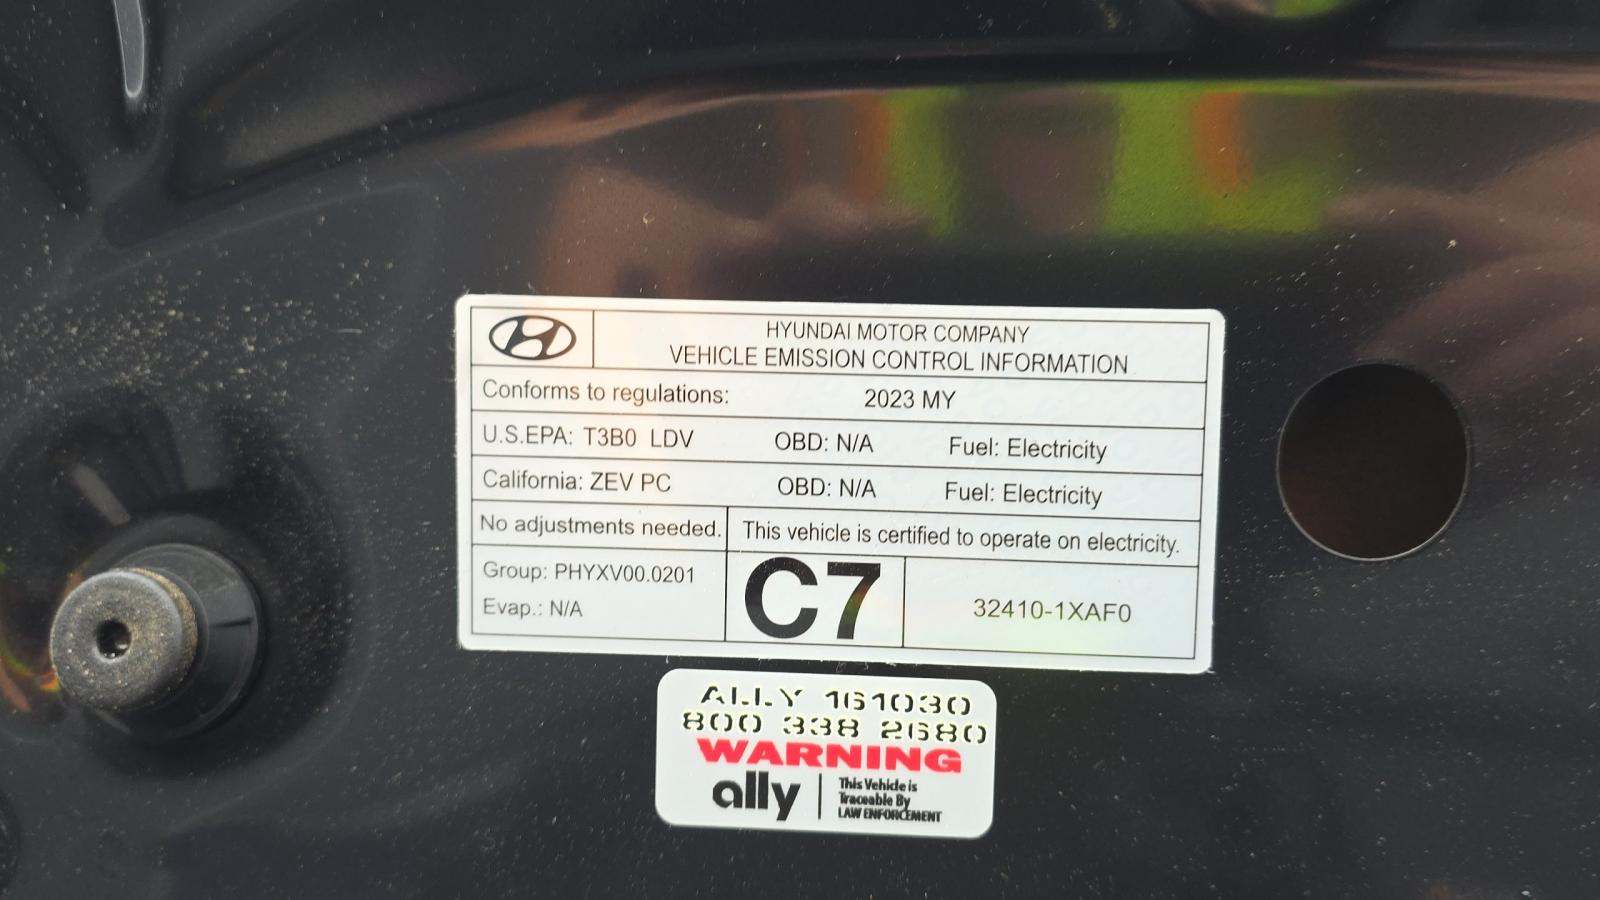 HYUNDAI MOTOR COMPANY
VEHICLE EMISSION CONTROL INFORMATION
Conforms to regulations: 2023 MY
U.S.EPA: T3B0 LDV OBD: N/A Fuel: Electricity
California: ZEV PC OBD: N/A Fuel: Electricity
No adjustments needed. This vehicle is certified to operate on electricity.
Group: PHYXV00.0201
Evap.: N/A
C7
32410-1XAF0
ALLY 161030
800 338 2680
WARNING
ally
This Vehicle is
Traceable By
LAW ENFORCEMENT